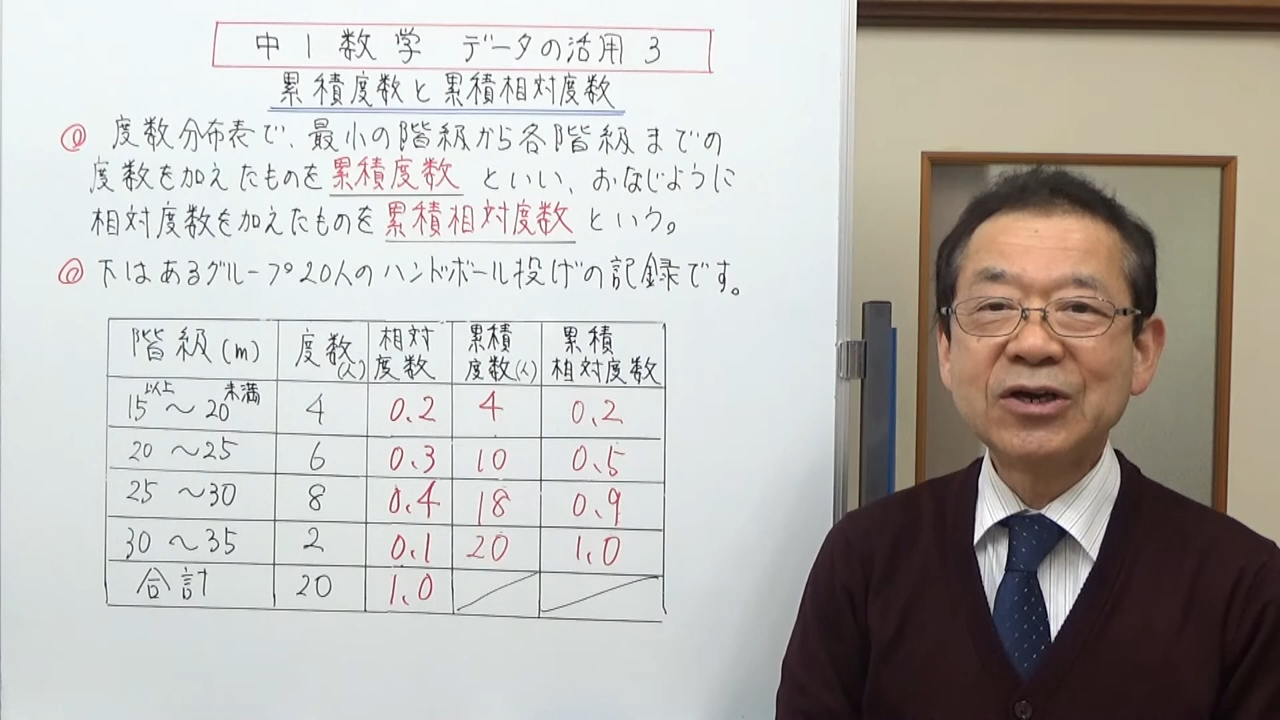 中1数学 データの活用3
累積度数と累積相対度数
① 度数分布表で、最小の階級から各階級までの
度数を加えたものを 累積度数 といい、おなじように
相対度数を加えたものを 累積相対度数 という。
◎ 下はあるグループ20人のハンドボール投げの記録です。
階級(m) 度数(人) 相対度数 累積度数(人) 累積相対度数
15以上〜20未満 4 0.2 4 0.2
20〜25 6 0.3 10 0.5
25〜30 8 0.4 18 0.9
30〜35 2 0.1 20 1.0
合計 20 1.0